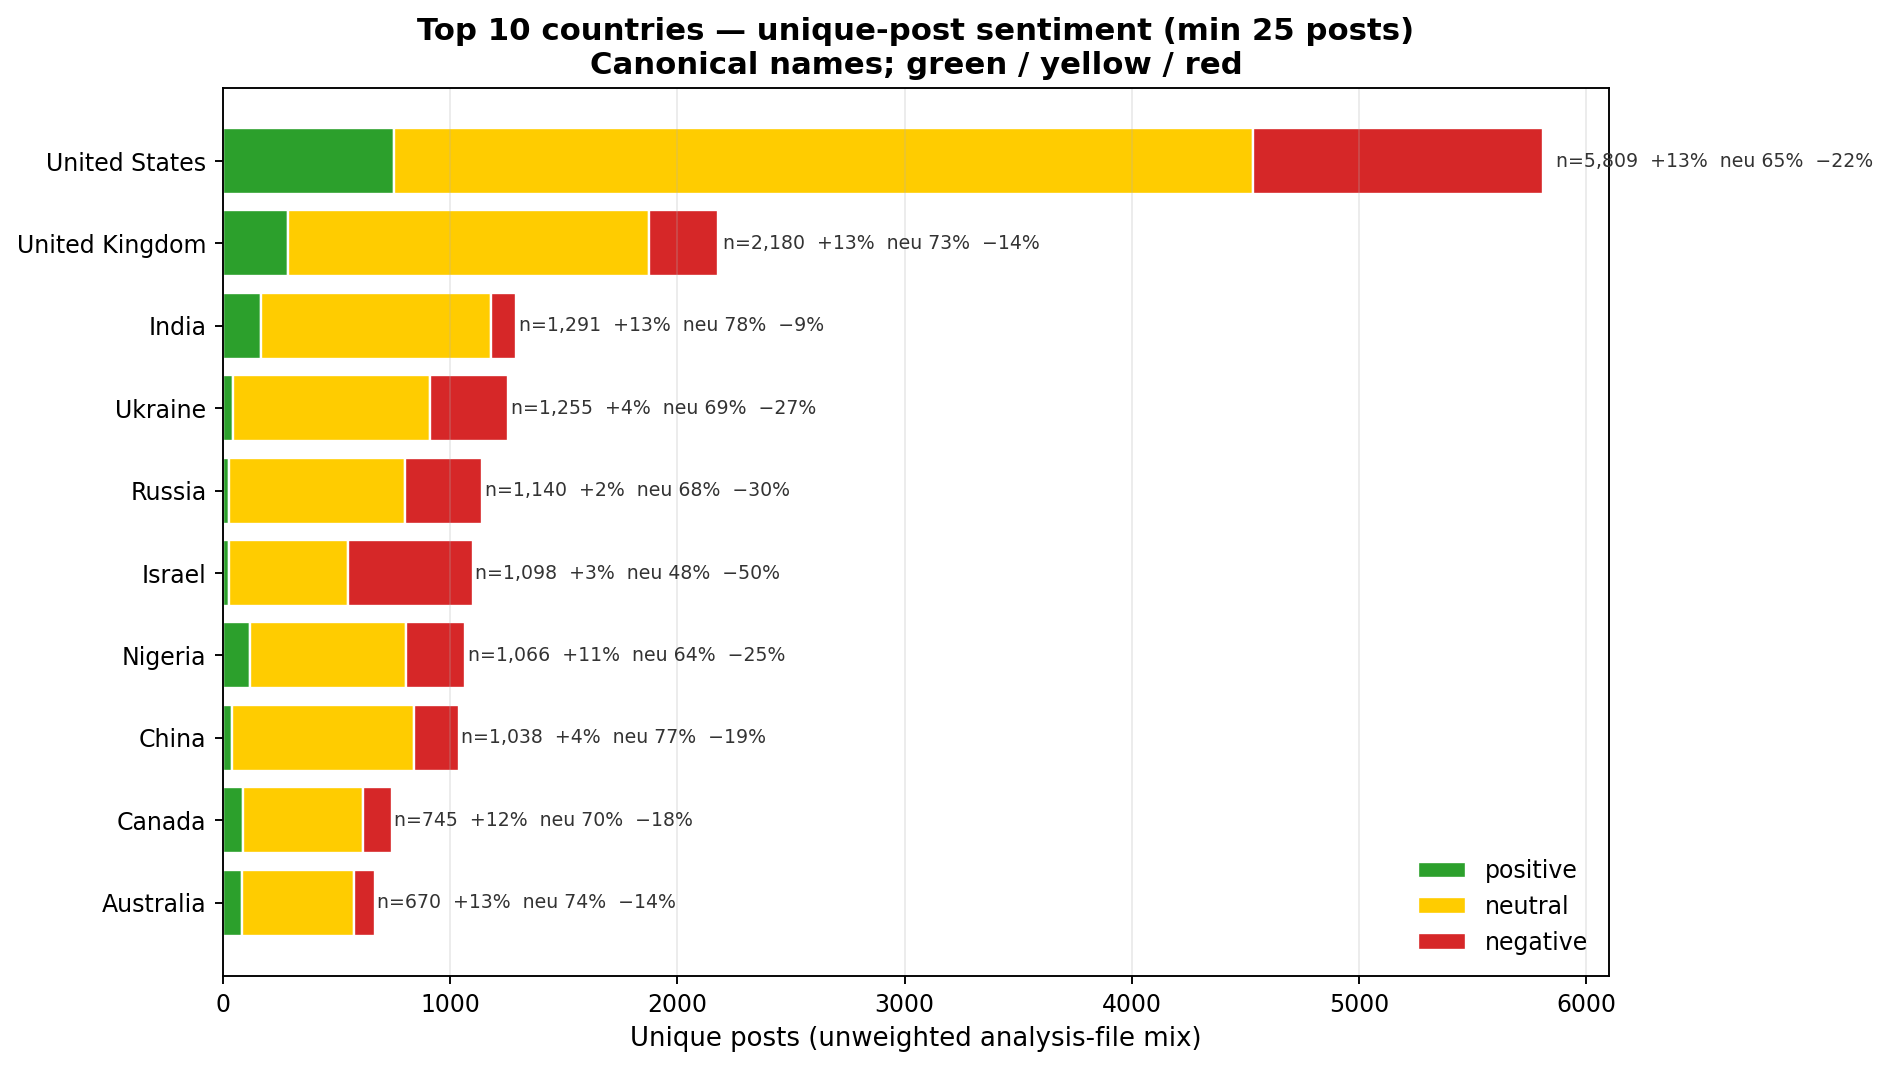 Top 10 countries — unique-post sentiment (min 25 posts)
Canonical names; green / yellow / red
United States
n=5,809  +13%  neu 65%  −22%
United Kingdom
n=2,180  +13%  neu 73%  −14%
India
n=1,291  +13%  neu 78%  −9%
Ukraine
n=1,255  +4%  neu 69%  −27%
Russia
n=1,140  +2%  neu 68%  −30%
Israel
n=1,098  +3%  neu 48%  −50%
Nigeria
n=1,066  +11%  neu 64%  −25%
China
n=1,038  +4%  neu 77%  −19%
Canada
n=745  +12%  neu 70%  −18%
Australia
n=670  +13%  neu 74%  −14%
positive
neutral
negative
0 1000 2000 3000 4000 5000 6000
Unique posts (unweighted analysis-file mix)